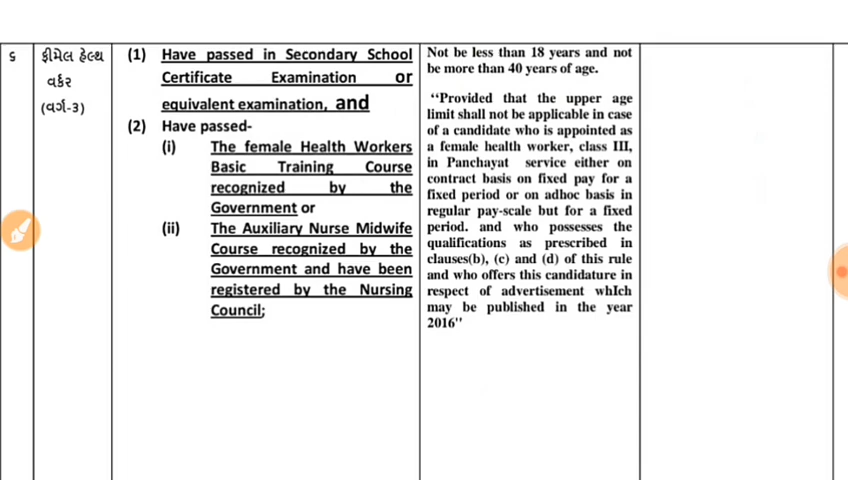 ૬
ફીમેલ હેલ્થ
વર્કર
(વર્ગ-૩)
(1) Have passed in Secondary School
Certificate Examination or
equivalent examination, and
(2) Have passed-
(i) The female Health Workers
Basic Training Course
recognized by the
Government or
(ii) The Auxiliary Nurse Midwife
Course recognized by the
Government and have been
registered by the Nursing
Council;
Not be less than 18 years and not
be more than 40 years of age.
“Provided that the upper age
limit shall not be applicable in case
of a candidate who is appointed as
a female health worker, class III,
in Panchayat service either on
contract basis on fixed pay for a
fixed period or on adhoc basis in
regular pay-scale but for a fixed
period. and who possesses the
qualifications as prescribed in
clauses(b), (c) and (d) of this rule
and who offers this candidature in
respect of advertisement whIch
may be published in the year
2016”